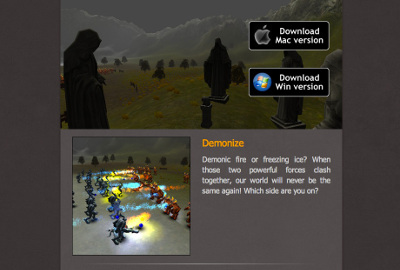 Download
Mac version
Download
Win version
Demonize
Demonic fire or freezing ice? When
those two powerful forces clash
together, our world will never be the
same again! Which side are you on?